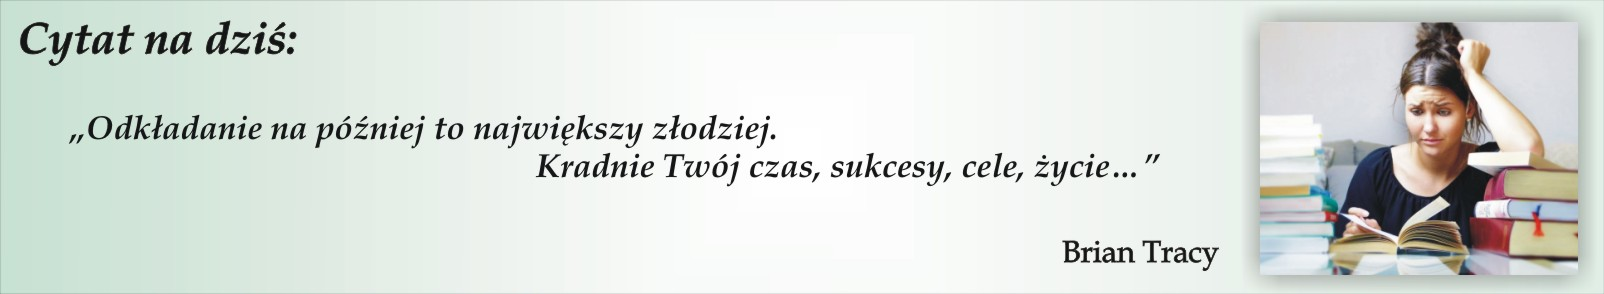 Cytat na dziś:
„Odkładanie na później to największy złodziej.
Kradnie Twój czas, sukcesy, cele, życie…”
Brian Tracy